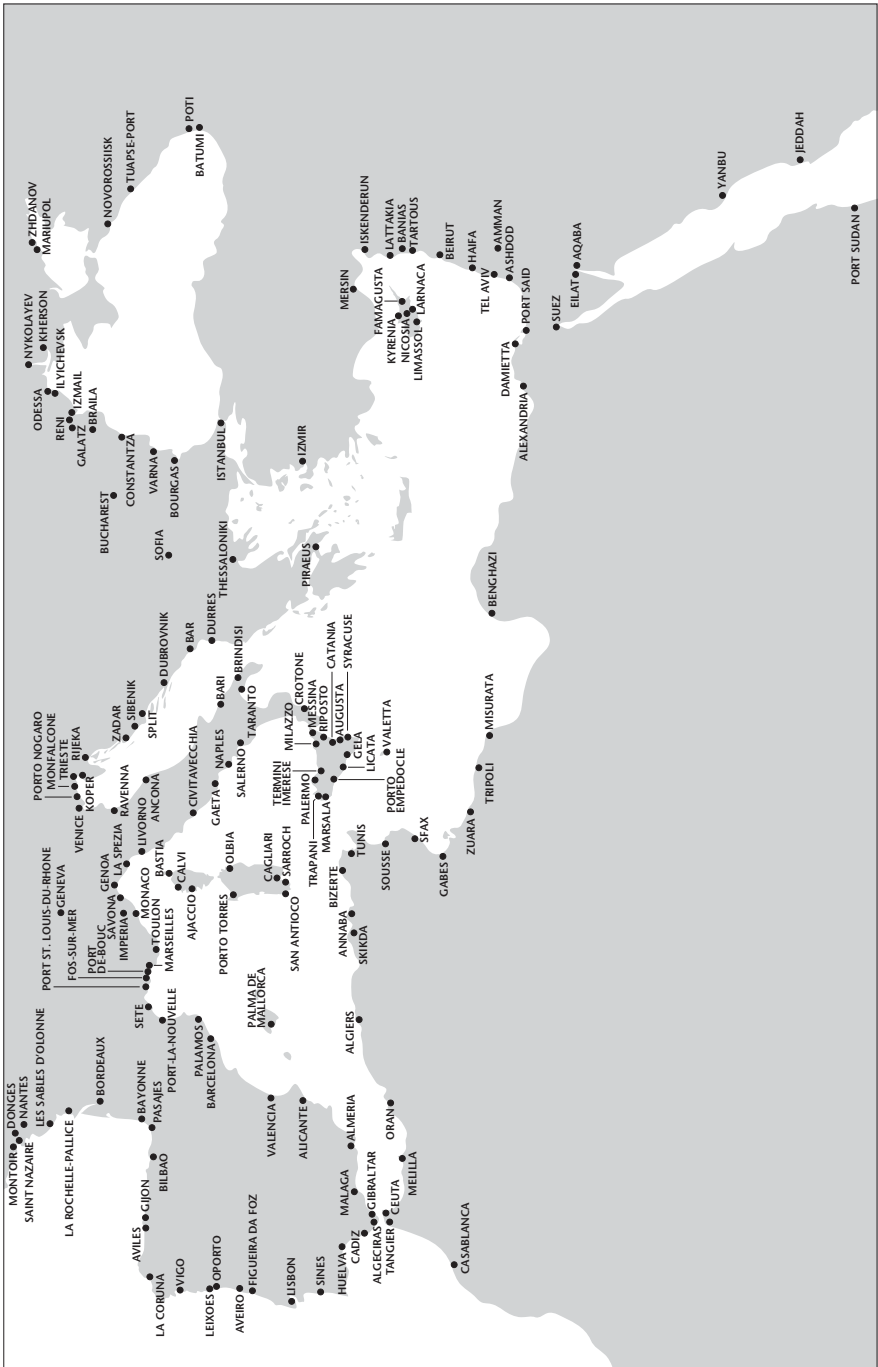 MONTOIR
DONGES
NANTES
SAINT NAZAIRE
LES SABLES D'OLONNE
LA ROCHELLE-PALLICE
BORDEAUX
BAYONNE
PASAJES
BILBAO
GIJON
AVILES
LA CORUNA
VIGO
LEIXOES
OPORTO
AVEIRO
FIGUEIRA DA FOZ
LISBON
SINES
HUELVA
CADIZ
ALGECIRAS
GIBRALTAR
MALAGA
ALMERIA
ALICANTE
VALENCIA
PALMA DE
MALLORCA
BARCELONA
PALAMOS
PORT-LA-NOUVELLE
SETE
PORT ST. LOUIS-DU-RHONE
FOS-SUR-MER
PORT
DE-BOUC
MARSEILLES
TOULON
GENEVA
MONACO
IMPERIA
SAVONA
GENOA
LA SPEZIA
LIVORNO
BASTIA
CALVI
AJACCIO
PORTO TORRES
OLBIA
CAGLIARI
SARROCH
SAN ANTIOCO
CIVITAVECCHIA
GAETA
NAPLES
SALERNO
PORTO NOGARO
MONFALCONE
TRIESTE
RIJEKA
VENICE
KOPER
RAVENNA
ANCONA
ZADAR
SIBENIK
SPLIT
DUBROVNIK
BAR
DURRES
BARI
BRINDISI
TARANTO
CROTONE
MILAZZO
MESSINA
RIPOSTO
CATANIA
AUGUSTA
SYRACUSE
TERMINI
IMERESE
PALERMO
TRAPANI
MARSALA
GELA
LICATA
PORTO
EMPEDOCLE
VALETTA
TANGIER
CEUTA
MELILLA
ORAN
CASABLANCA
ALGIERS
SKIKDA
ANNABA
BIZERTE
TUNIS
SOUSSE
SFAX
GABES
ZUARA
TRIPOLI
MISURATA
BENGHAZI
SOFIA
BUCHAREST
THESSALONIKI
PIRAEUS
IZMIR
ISTANBUL
BOURGAS
VARNA
CONSTANTZA
BRAILA
GALATZ
RENI
IZMAIL
ODESSA
ILYICHEVSK
NYKOLAYEV
KHERSON
ZHDANOV
MARIUPOL
NOVOROSSIISK
TUAPSE-PORT
POTI
BATUMI
MERSIN
ISKENDERUN
LATTAKIA
BANIAS
TARTOUS
FAMAGUSTA
KYRENIA
NICOSIA
LARNACA
LIMASSOL
BEIRUT
HAIFA
TEL AVIV
AMMAN
ASHDOD
PORT SAID
DAMIETTA
ALEXANDRIA
SUEZ
EILAT
AQABA
YANBU
JEDDAH
PORT SUDAN